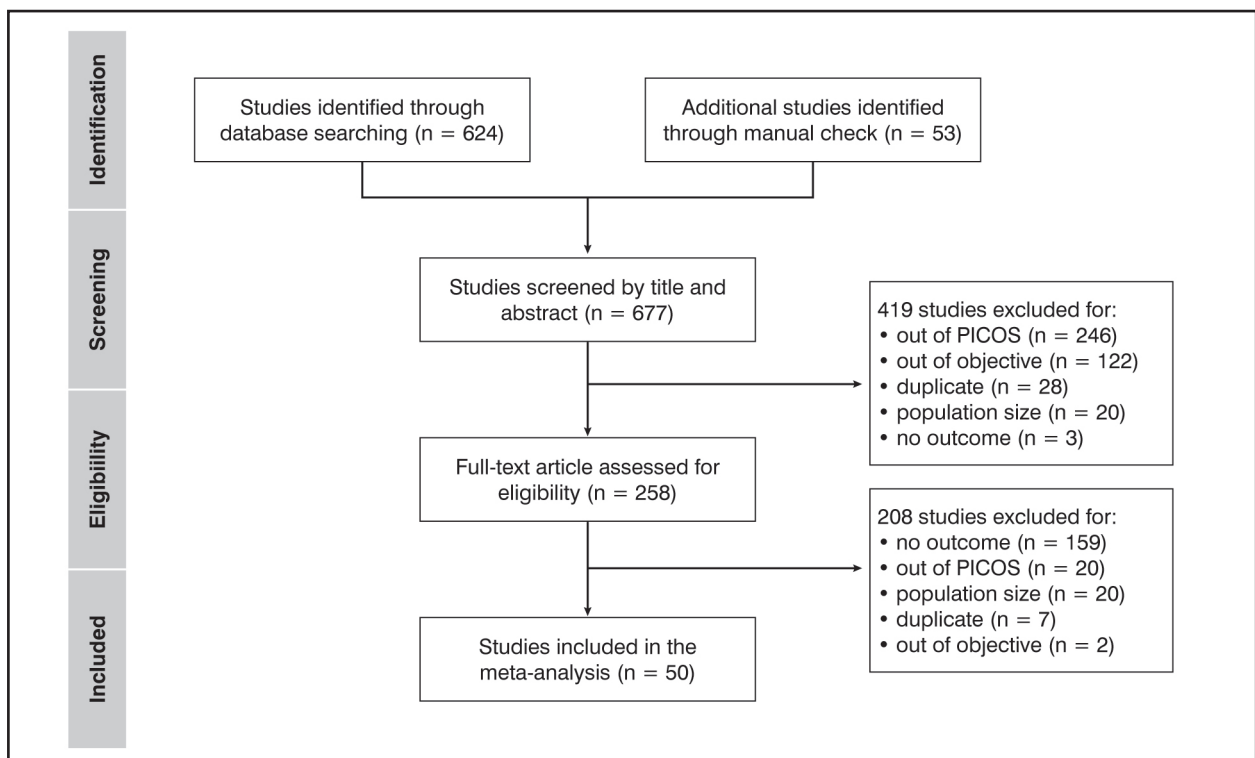 Identification
Studies identified through
database searching (n = 624)
Additional studies identified
through manual check (n = 53)
Screening
Studies screened by title and
abstract (n = 677)
419 studies excluded for:
• out of PICOS (n = 246)
• out of objective (n = 122)
• duplicate (n = 28)
• population size (n = 20)
• no outcome (n = 3)
Eligibility
Full-text article assessed for
eligibility (n = 258)
208 studies excluded for:
• no outcome (n = 159)
• out of PICOS (n = 20)
• population size (n = 20)
• duplicate (n = 7)
• out of objective (n = 2)
Included
Studies included in the
meta-analysis (n = 50)